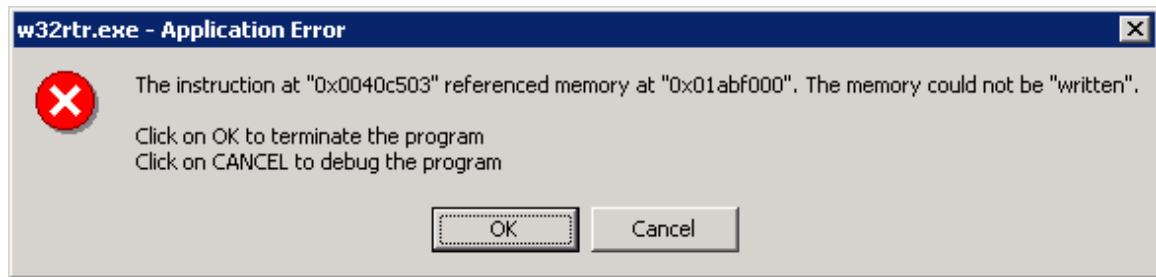 w32rtr.exe - Application Error
The instruction at "0x0040c503" referenced memory at "0x01abf000". The memory could not be "written".
Click on OK to terminate the program
Click on CANCEL to debug the program
OK
Cancel